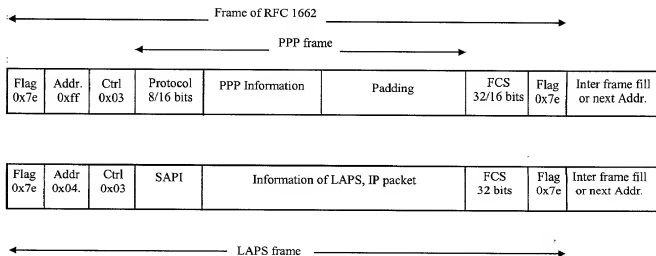 Frame of RFC 1662
PPP frame
Flag Addr. Ctrl Protocol PPP Information Padding FCS Flag Inter frame fill
0x7e 0xff 0x03 8/16 bits 32/16 bits 0x7e or next Addr.
Flag Addr Ctrl SAPI Information of LAPS, IP packet FCS Flag Inter frame fill
0x7e 0x04. 0x03 32 bits 0x7e or next Addr.
LAPS frame